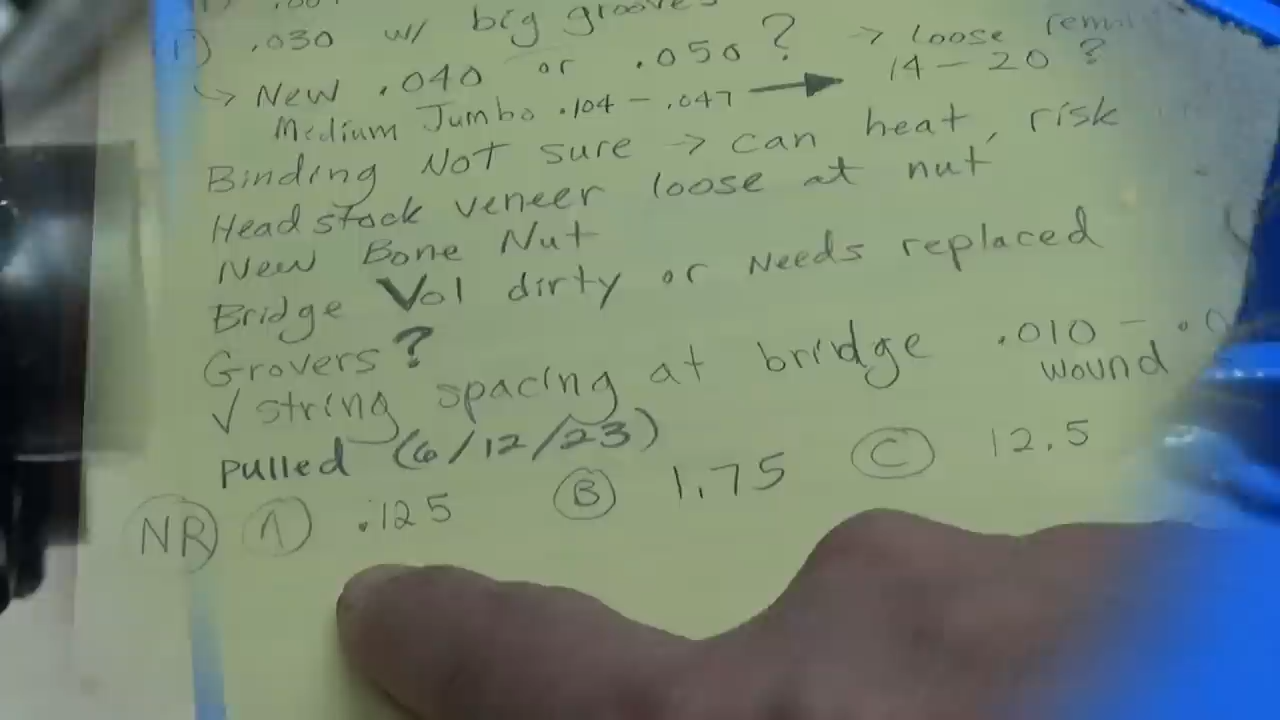 F) .030 w/ big grooves
↳ New .040 or .050 ? → loose
Medium Jumbo .104 - .047 → 14 - 20 ?
Binding Not sure → can heat, risk
Headstock veneer loose at nut
New Bone Nut
Bridge Vol dirty or Needs replaced
Grovers ?
√ string spacing at bridge .010 -
wound
pulled (6/12/23)
NR A .125 B 1.75 C 12.5